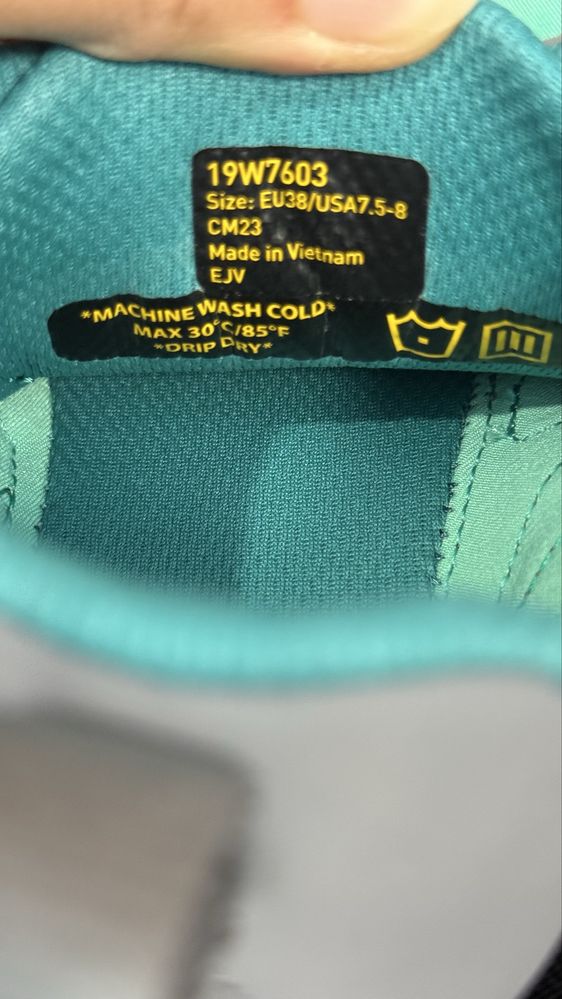 19W7603
Size: EU38/USA7.5-8
CM23
Made in Vietnam
EJV
*MACHINE WASH COLD*
MAX 30°C/85°F
*DRIP DRY*